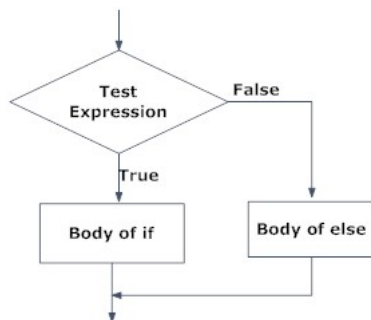 Test
Expression
False
True
Body of if
Body of else